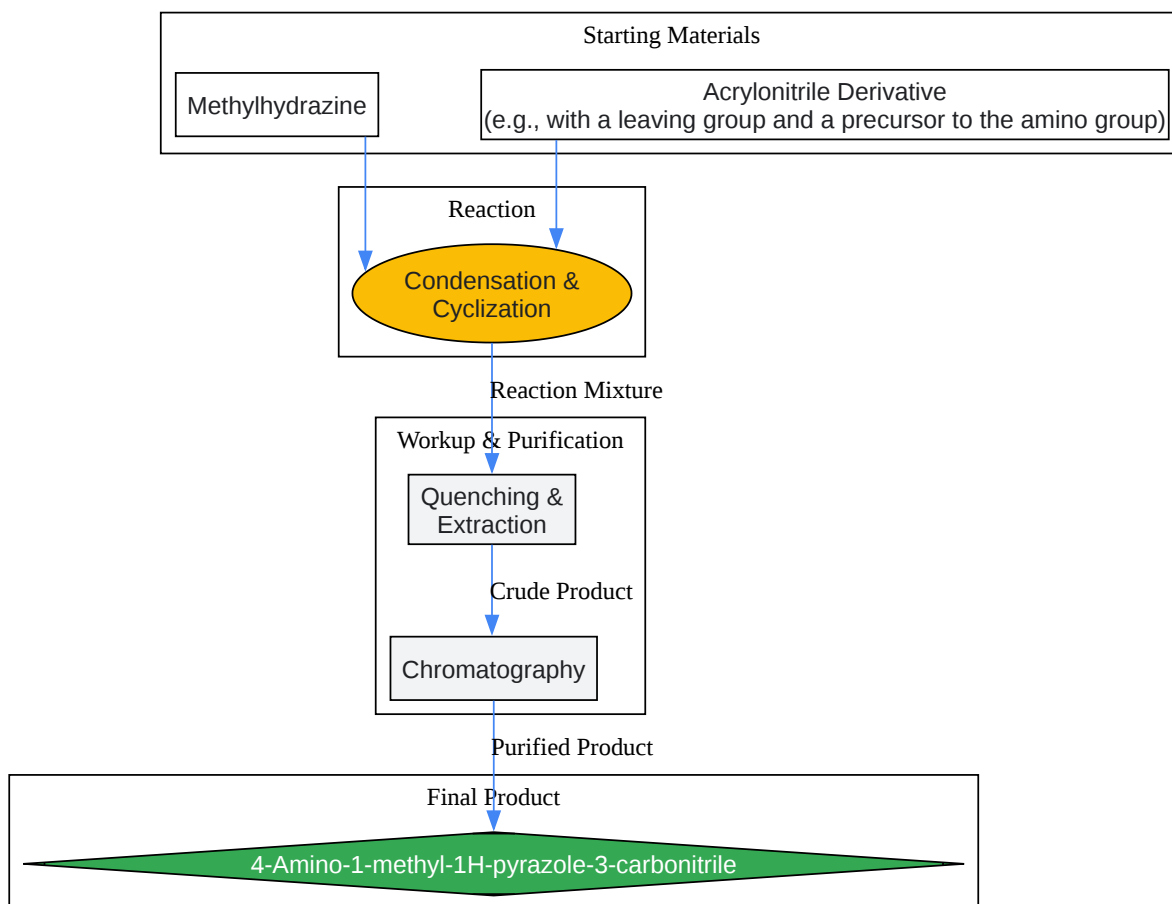 Starting Materials
Methylhydrazine
Acrylonitrile Derivative
(e.g., with a leaving group and a precursor to the amino group)
Reaction
Condensation &
Cyclization
Reaction Mixture
Workup & Purification
Quenching &
Extraction
Crude Product
Chromatography
Purified Product
Final Product
4-Amino-1-methyl-1H-pyrazole-3-carbonitrile